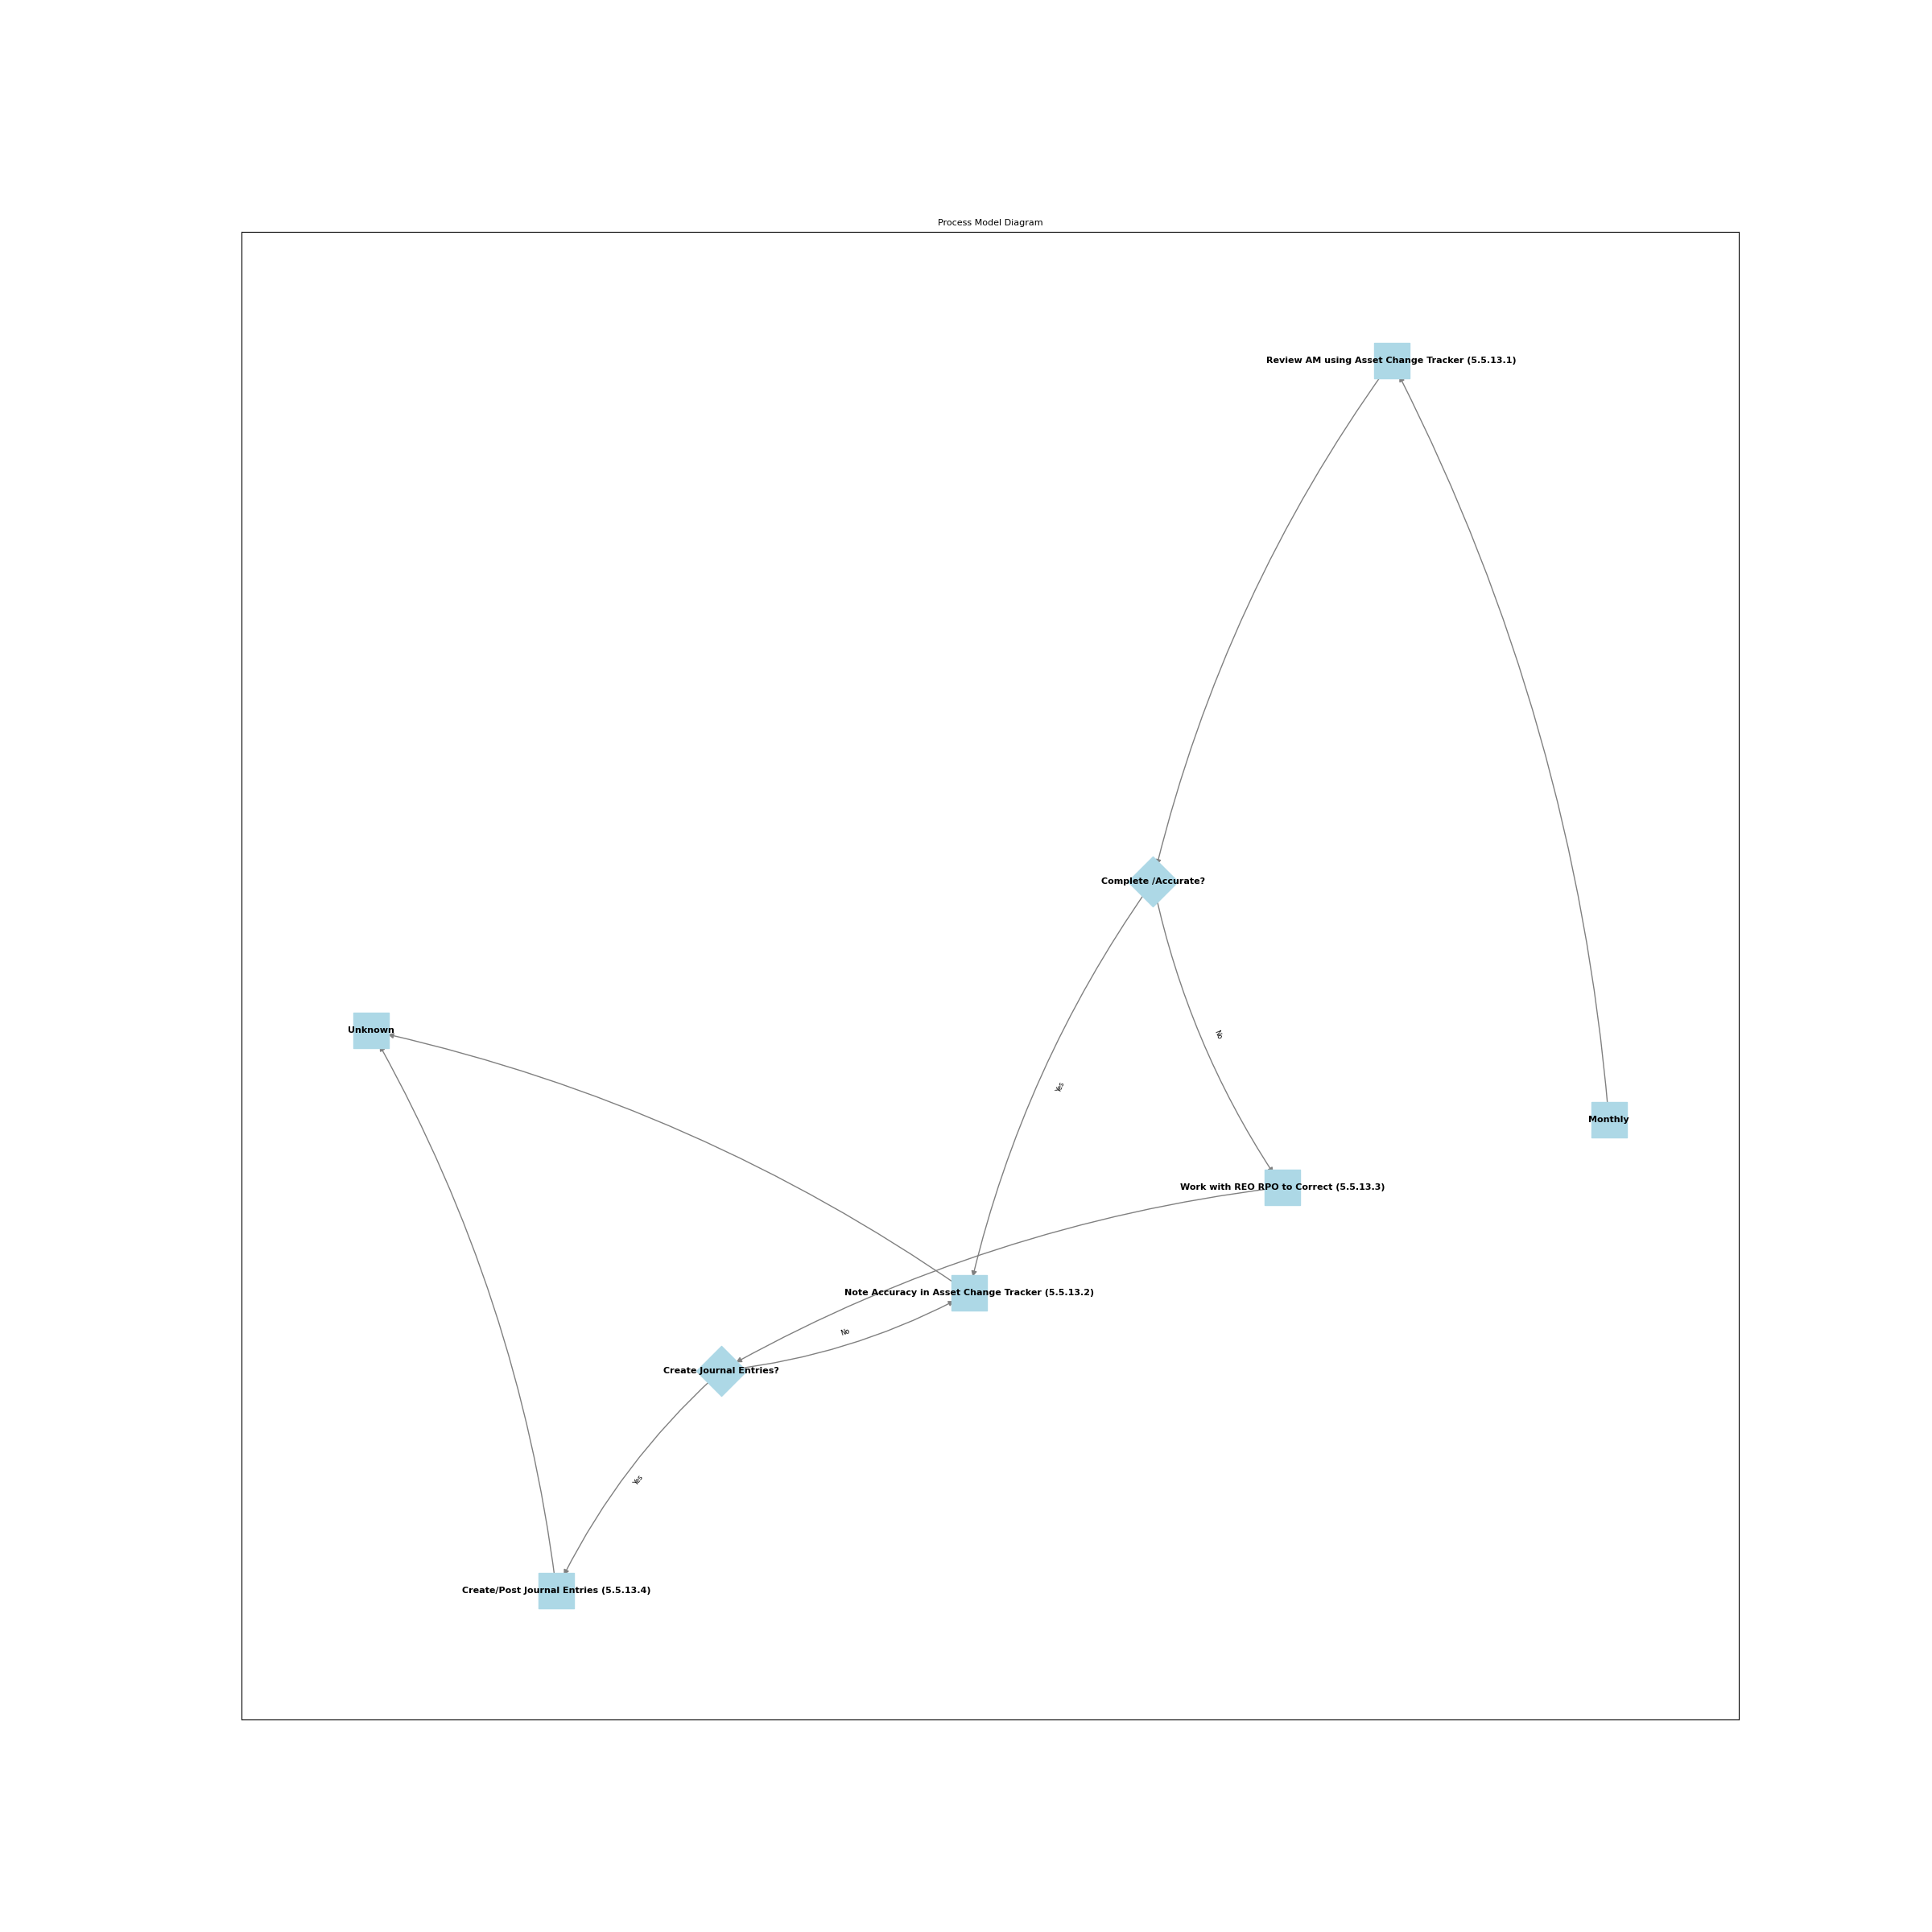 Process Model Diagram
Review AM using Asset Change Tracker (5.5.13.1)
Complete /Accurate?
Unknown
No
Yes
Monthly
Work with REO RPO to Correct (5.5.13.3)
Note Accuracy in Asset Change Tracker (5.5.13.2)
No
Create Journal Entries?
Yes
Create/Post Journal Entries (5.5.13.4)